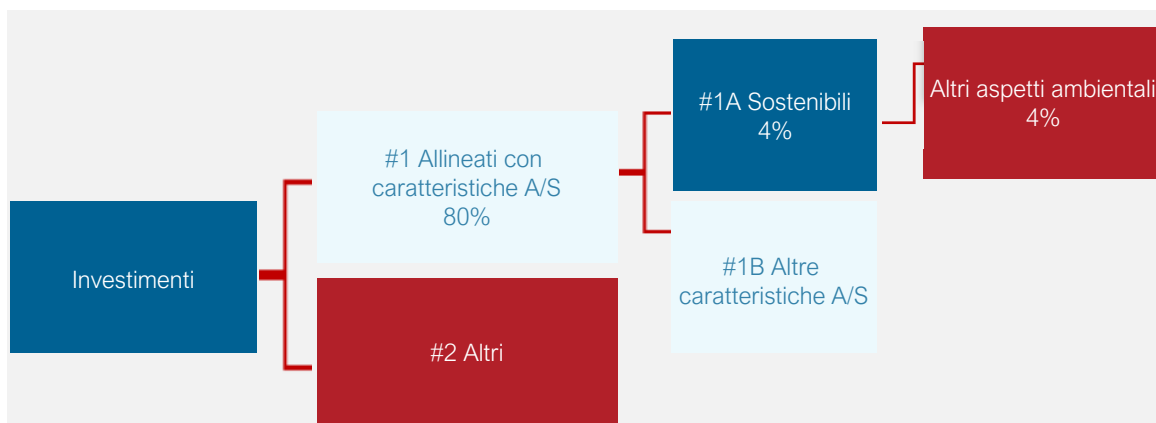 Investimenti
#1 Allineati con
caratteristiche A/S
80%
#2 Altri
#1A Sostenibili
4%
#1B Altre
caratteristiche A/S
Altri aspetti ambientali
4%